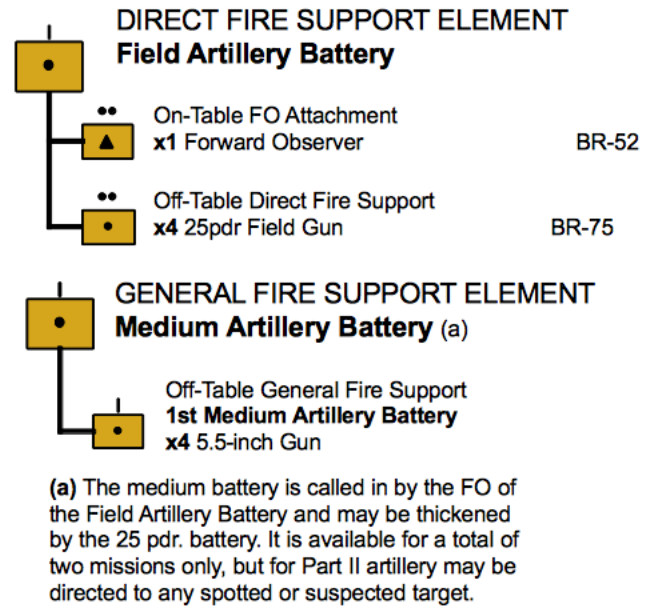 DIRECT FIRE SUPPORT ELEMENT
Field Artillery Battery
On-Table FO Attachment
x1 Forward Observer BR-52
Off-Table Direct Fire Support
x4 25pdr Field Gun BR-75
GENERAL FIRE SUPPORT ELEMENT
Medium Artillery Battery (a)
Off-Table General Fire Support
1st Medium Artillery Battery
x4 5.5-inch Gun
(a) The medium battery is called in by the FO of
the Field Artillery Battery and may be thickened
by the 25 pdr. battery. It is available for a total of
two missions only, but for Part II artillery may be
directed to any spotted or suspected target.